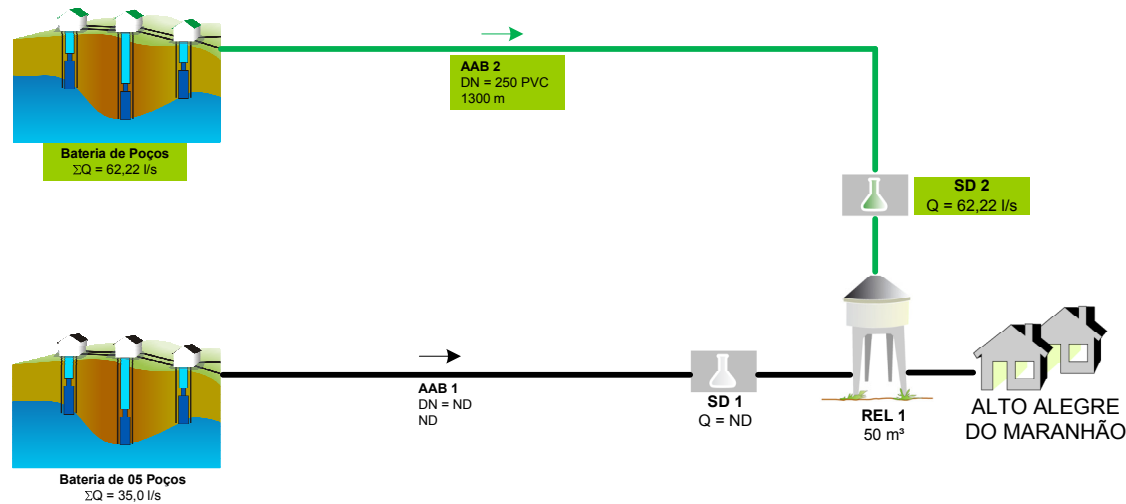 AAB 2
DN = 250 PVC
1300 m
Bateria de Poços
ΣQ = 62,22 l/s
SD 2
Q = 62,22 l/s
AAB 1
DN = ND
ND
SD 1
Q = ND
REL 1
50 m³
ALTO ALEGRE
DO MARANHÃO
Bateria de 05 Poços
ΣQ = 35,0 l/s